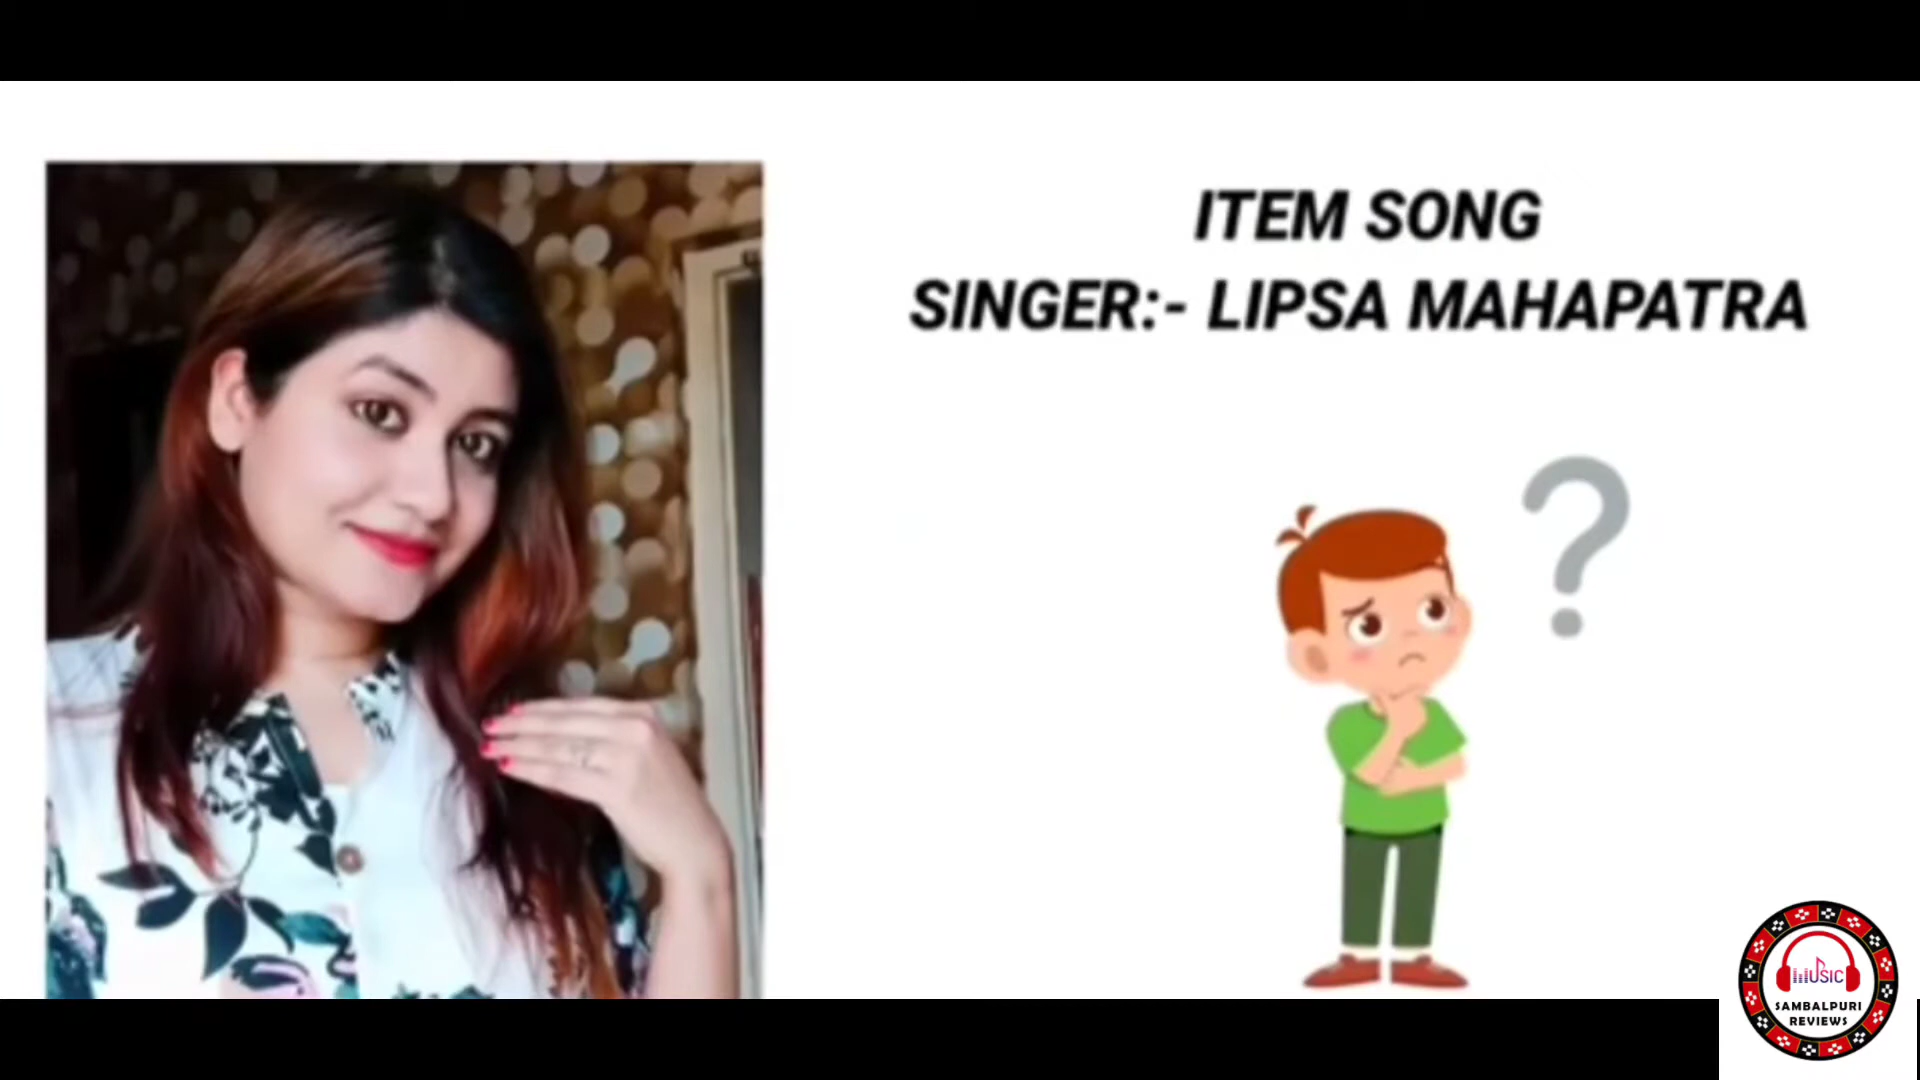 ITEM SONG
SINGER:- LIPSA MAHAPATRA
?
MUSIC
SAMBALPURI
REVIEWS